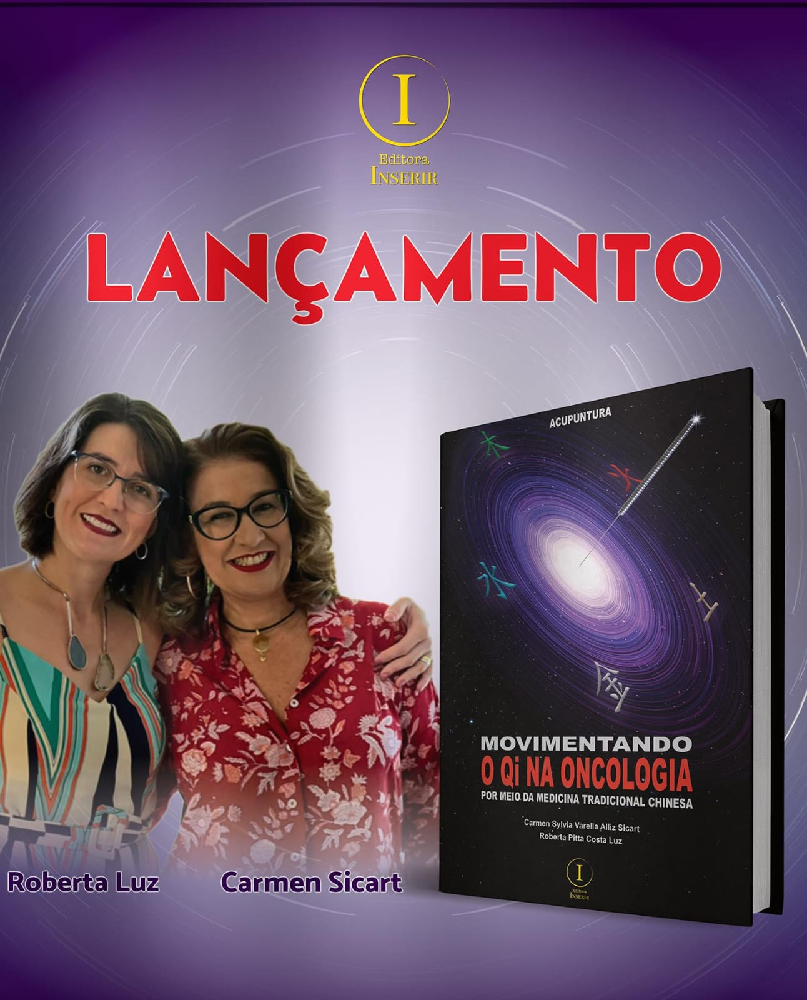 I
Editora
INSERIR
LANÇAMENTO
ACUPUNTURA
木
火
水
土
金
MOVIMENTANDO
O Qi NA ONCOLOGIA
POR MEIO DA MEDICINA TRADICIONAL CHINESA
Carmen Sylvia Varella Alliz Sicart
Roberta Pitta Costa Luz
I
Editora
INSERIR
Roberta Luz
Carmen Sicart